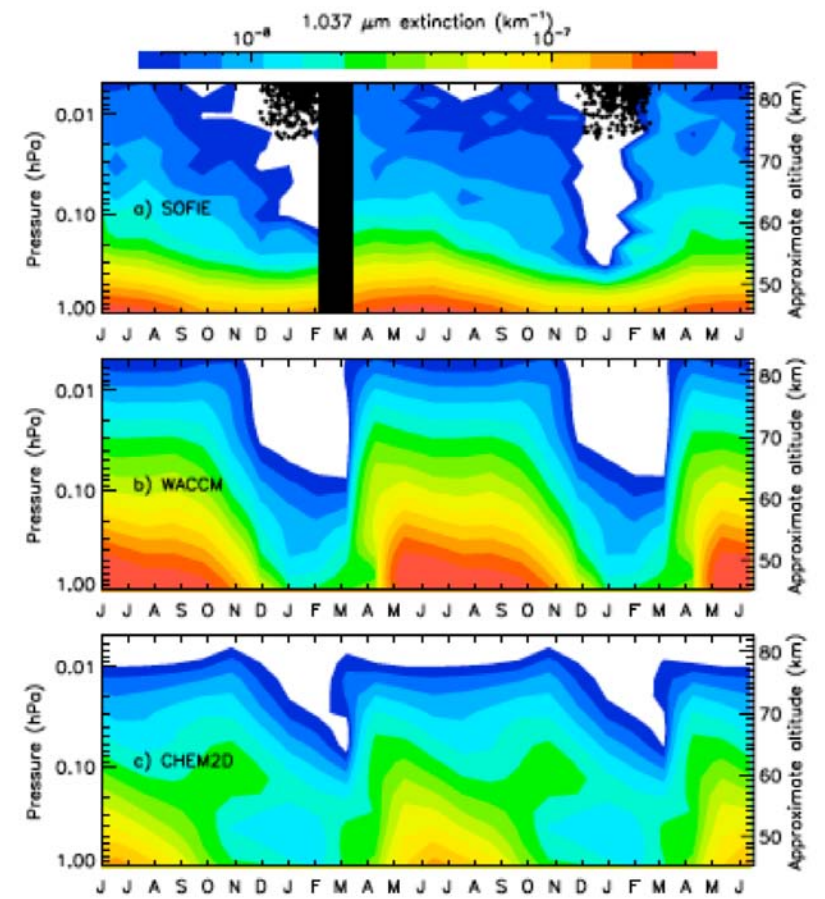 1.037 μm extinction (km⁻¹)
10⁻⁸ 10⁻⁷
Pressure (hPa)
0.01
0.10
1.00
a) SOFIE
80
70
60
50
Approximate altitude (km)
J J A S O N D J F M A M J J A S O N D J F M A M J
Pressure (hPa)
0.01
0.10
1.00
b) WACCM
80
70
60
50
Approximate altitude (km)
J J A S O N D J F M A M J J A S O N D J F M A M J
Pressure (hPa)
0.01
0.10
1.00
c) CHEM2D
80
70
60
50
Approximate altitude (km)
J J A S O N D J F M A M J J A S O N D J F M A M J